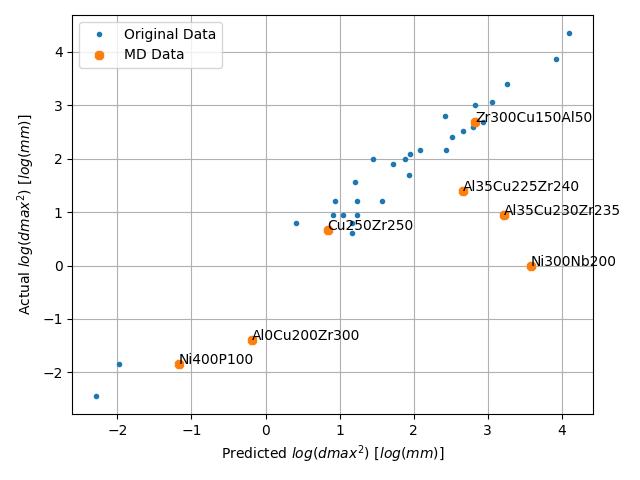 Original Data
MD Data
Zr300Cu150Al50
Al35Cu225Zr240
Al35Cu230Zr235
Cu250Zr250
Ni300Nb200
Al0Cu200Zr300
Ni400P100
4
3
2
1
0
−1
−2
−2
−1
0
1
2
3
4
Actual log(dmax²) [log(mm)]
Predicted log(dmax²) [log(mm)]